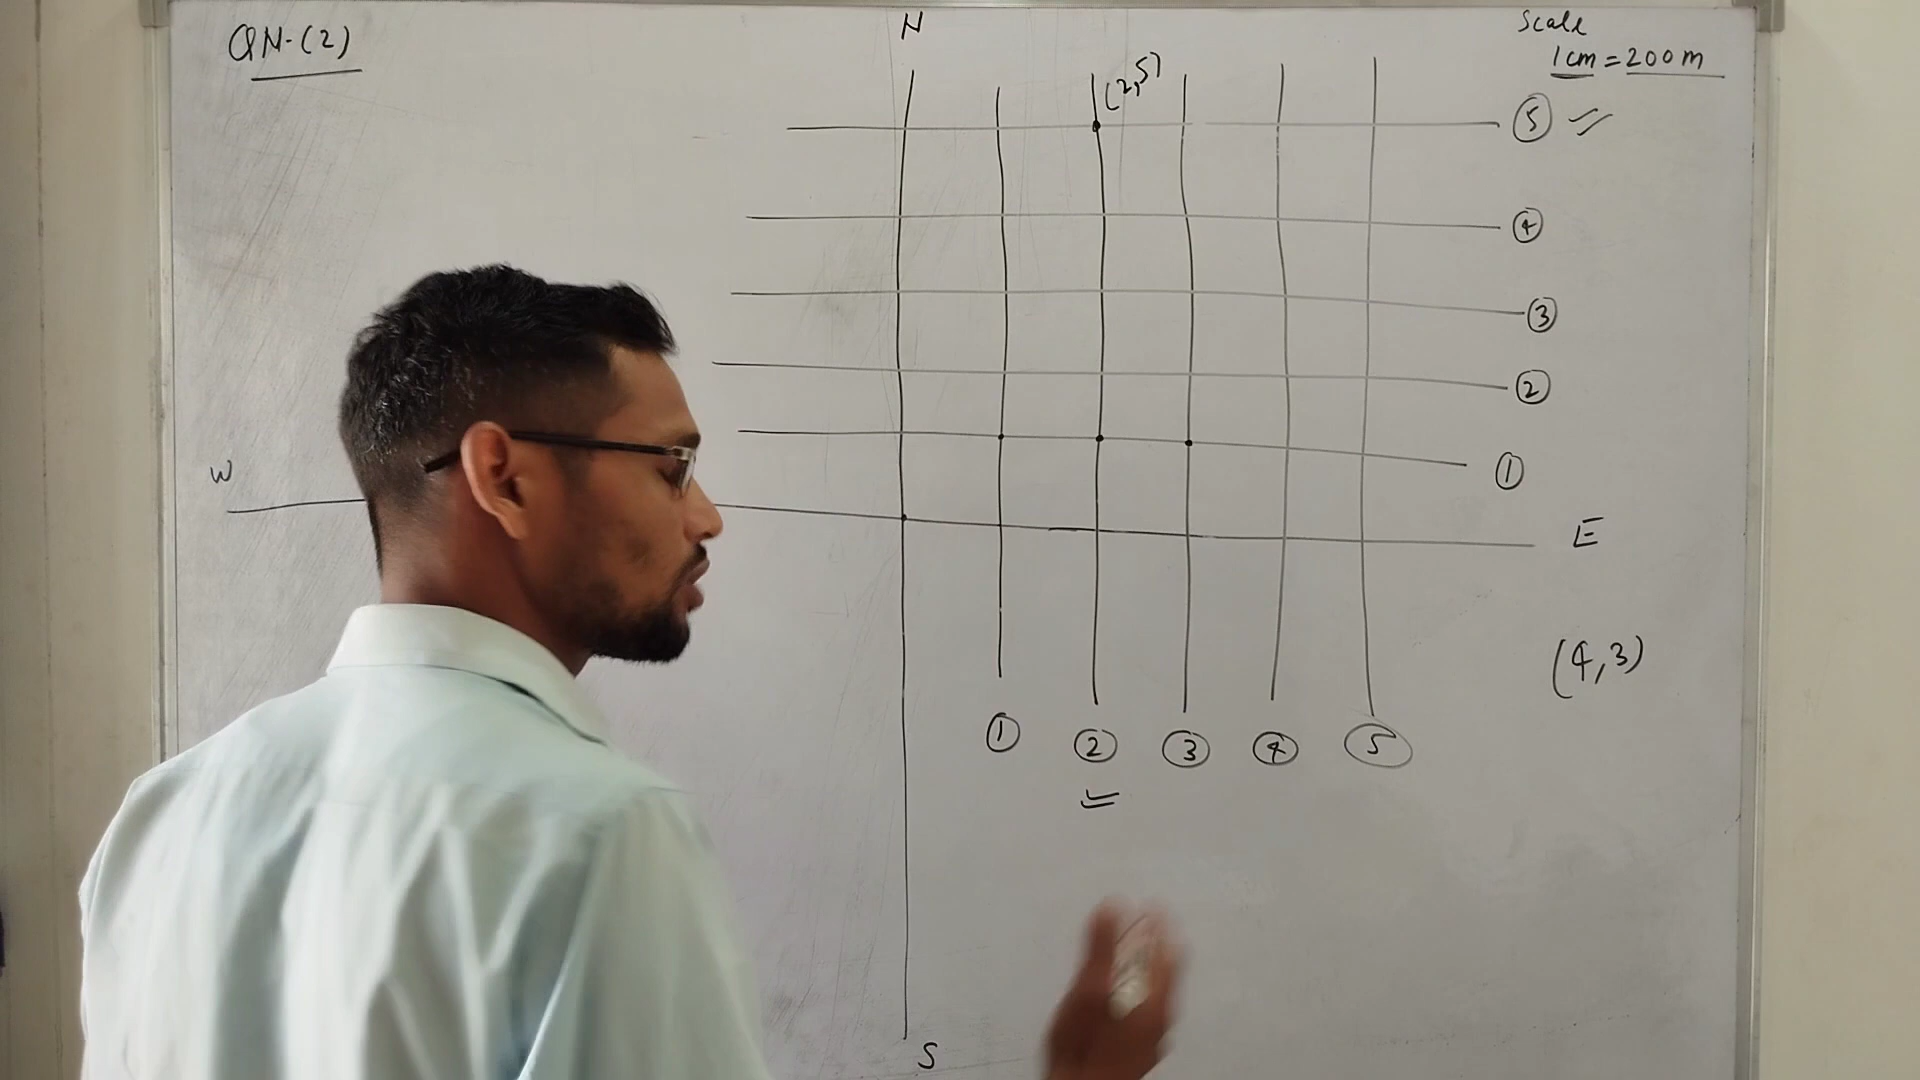 QN.(2)
N
Scale
1cm = 200m
(2,5)
5
4
3
2
1
W
E
(4,3)
1 2 3 4 5
S